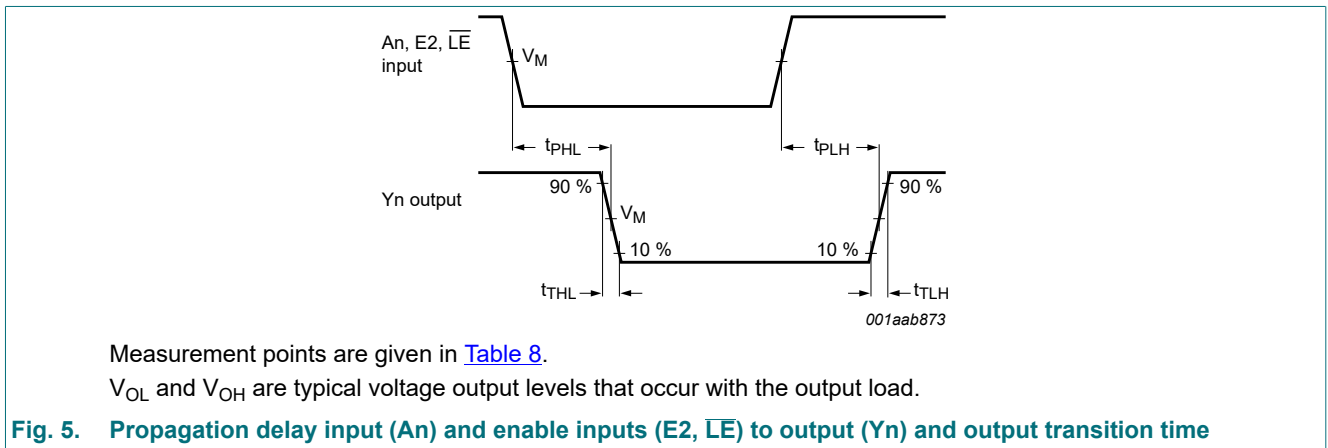 An, E2, L̅E̅
input
VM
tPHL
tPLH
Yn output
90 %
90 %
VM
10 %
10 %
tTHL
tTLH
001aab873
Measurement points are given in Table 8.
VOL and VOH are typical voltage output levels that occur with the output load.
Fig. 5. Propagation delay input (An) and enable inputs (E2, L̅E̅) to output (Yn) and output transition time